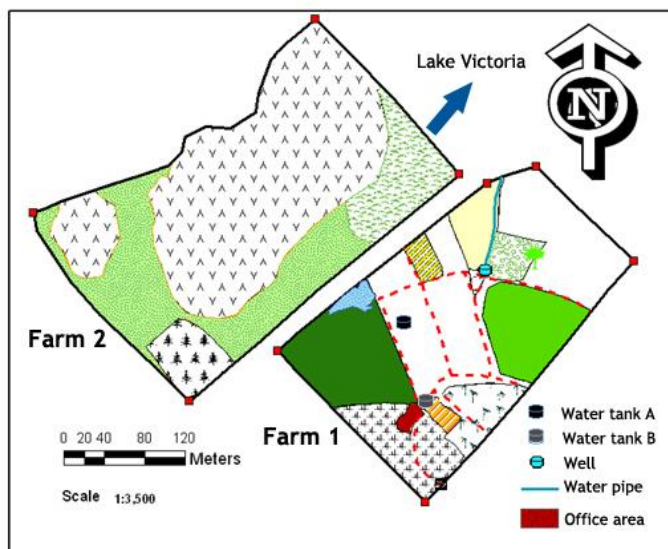 Lake Victoria
N
Farm 2
Farm 1
0 20 40 80 120
Meters
Scale 1:3,500
Water tank A
Water tank B
Well
Water pipe
Office area